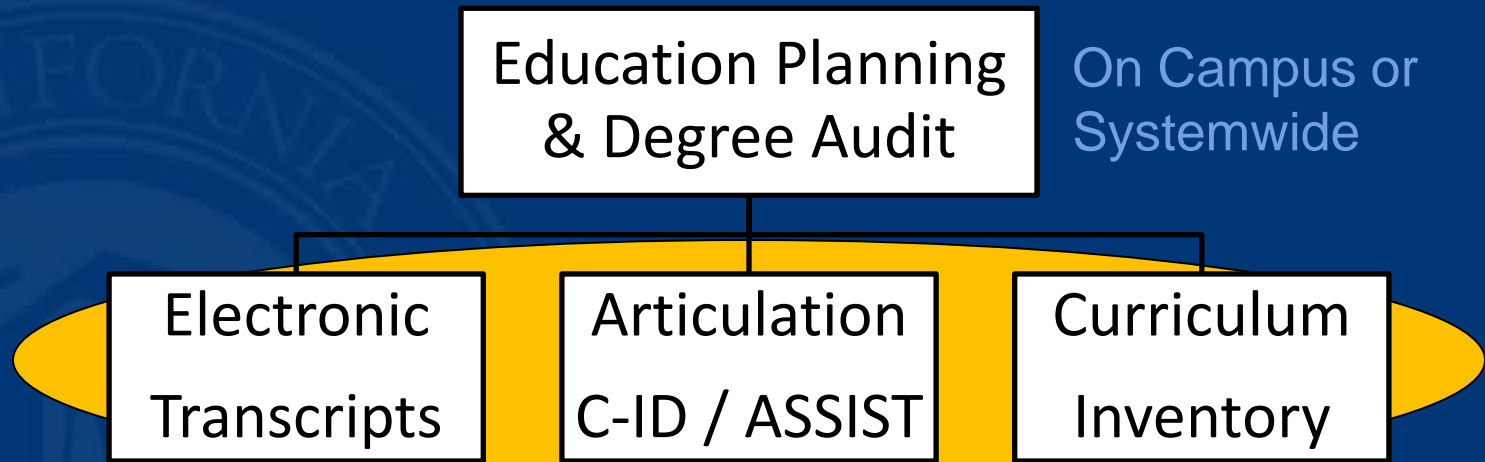 Education Planning
& Degree Audit
On Campus or
Systemwide
Electronic
Transcripts
Articulation
C-ID / ASSIST
Curriculum
Inventory